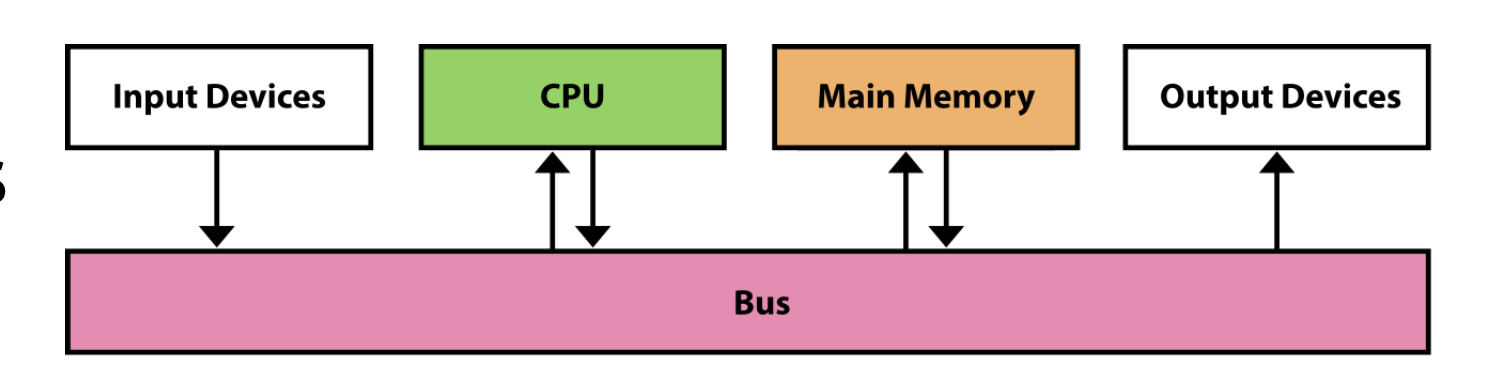 Input Devices
CPU
Main Memory
Output Devices
Bus